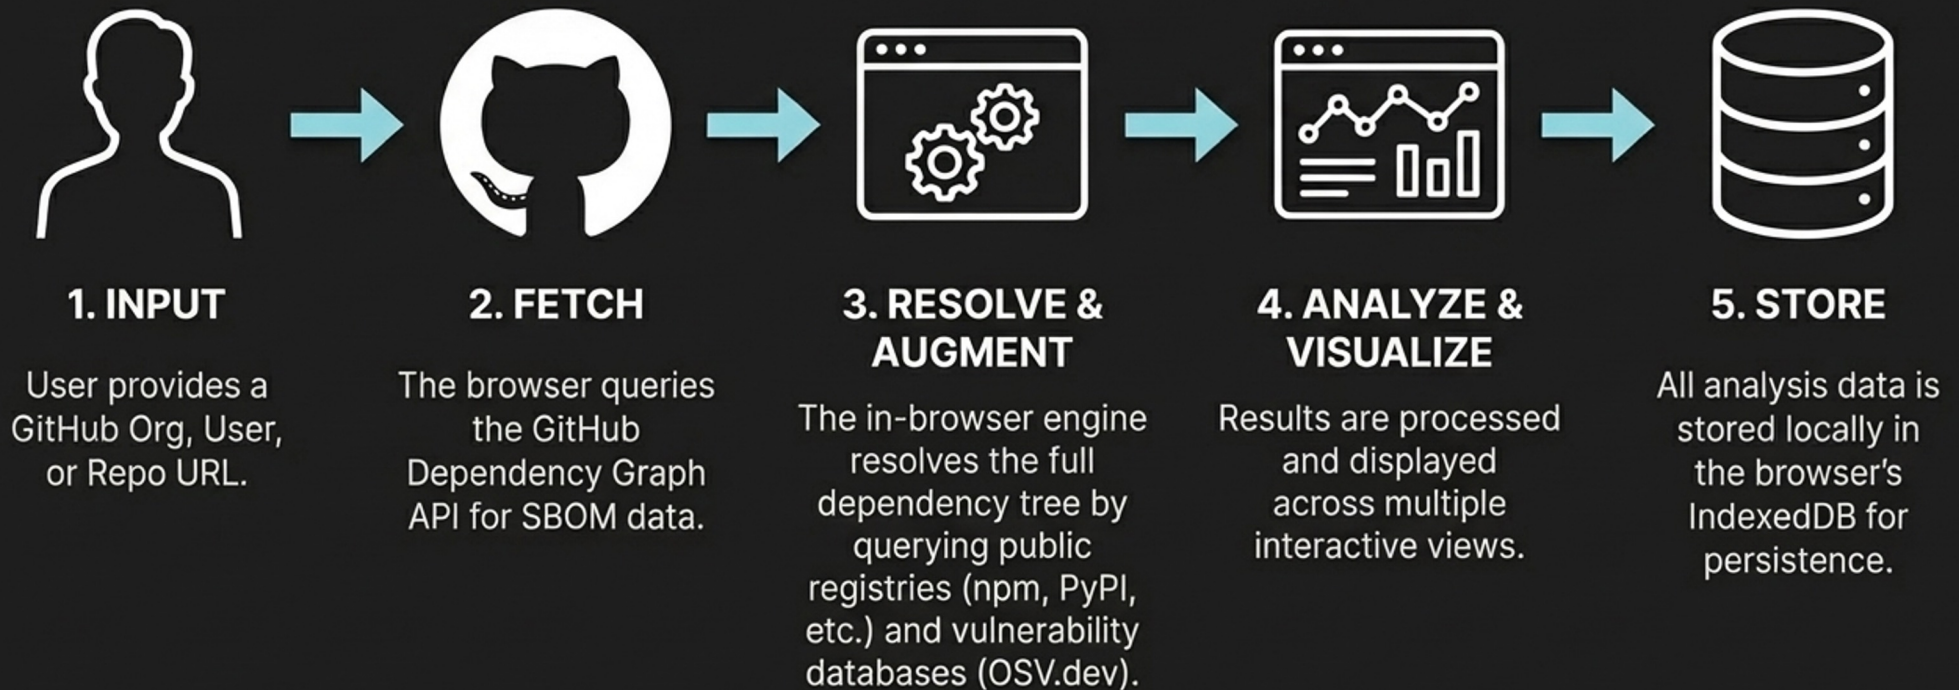 1. INPUT
User provides a
GitHub Org, User,
or Repo URL.
2. FETCH
The browser queries
the GitHub
Dependency Graph
API for SBOM data.
3. RESOLVE &
AUGMENT
The in-browser engine
resolves the full
dependency tree by
querying public
registries (npm, PyPI,
etc.) and vulnerability
databases (OSV.dev).
4. ANALYZE &
VISUALIZE
Results are processed
and displayed
across multiple
interactive views.
5. STORE
All analysis data is
stored locally in
the browser's
IndexedDB for
persistence.